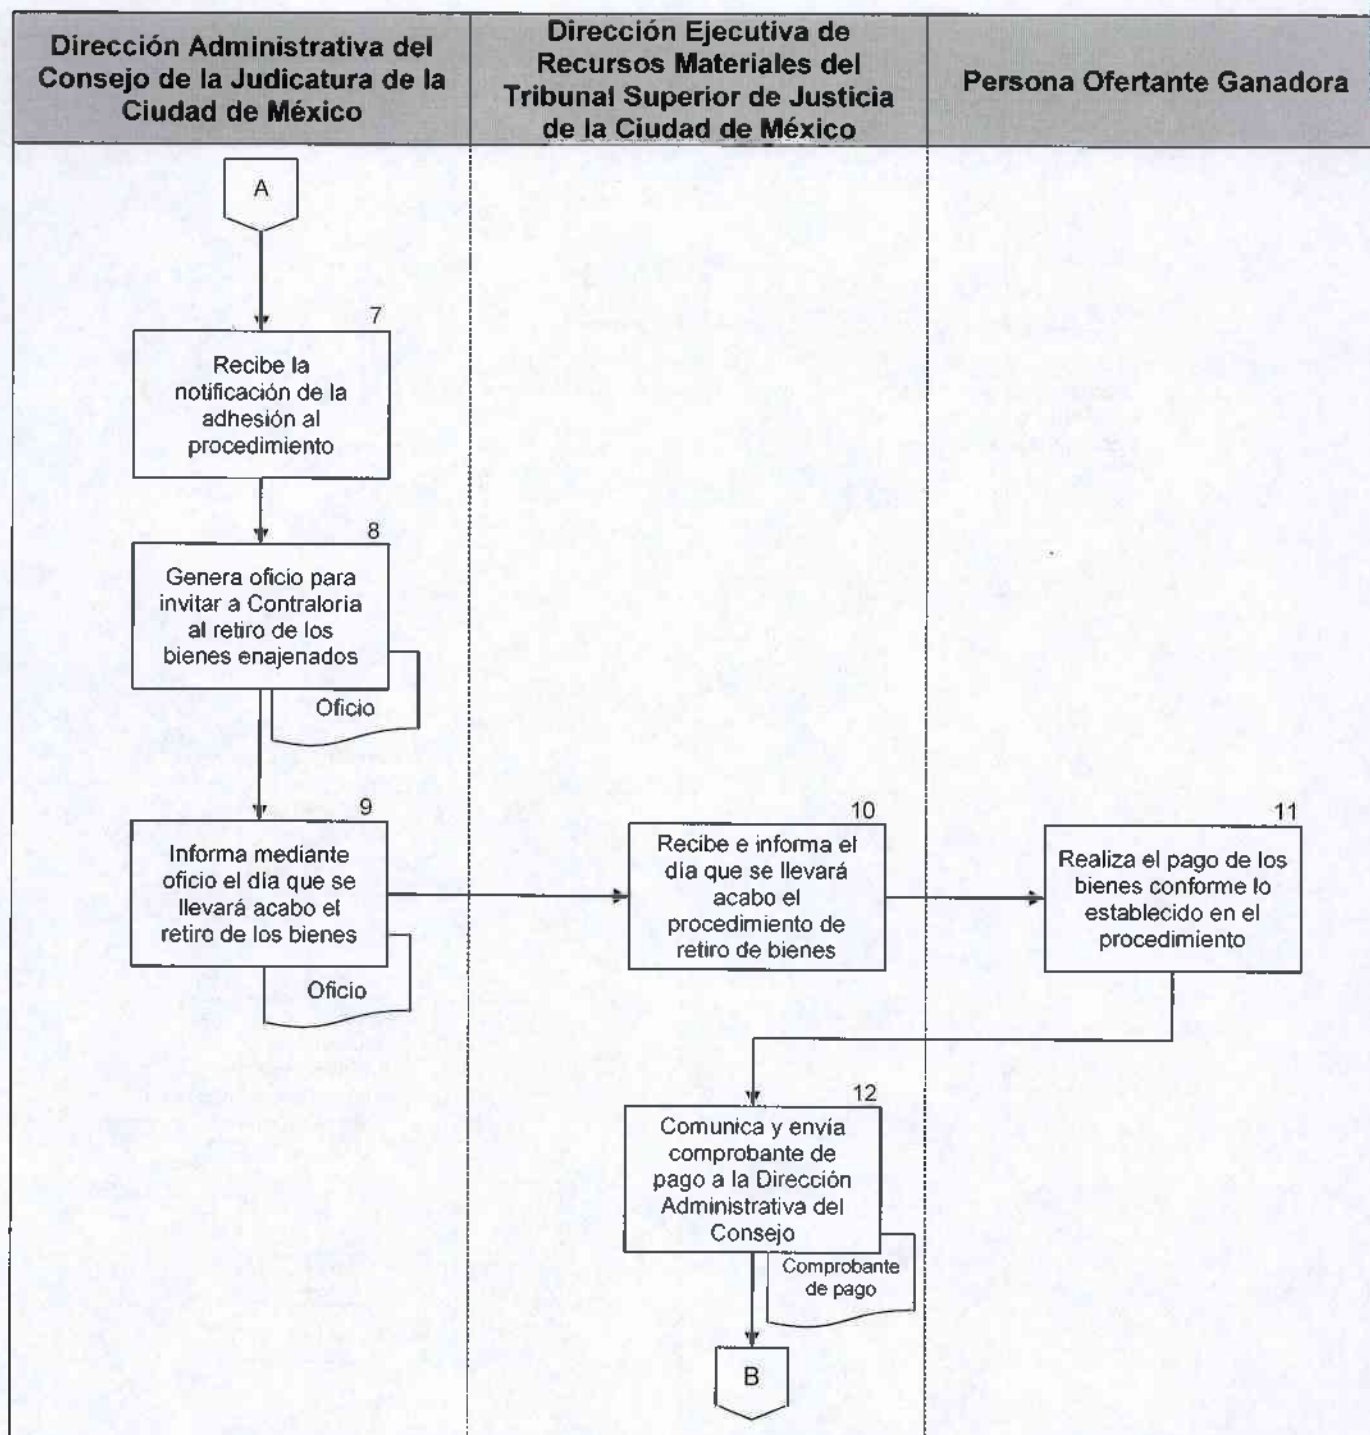 Dirección Administrativa del
Consejo de la Judicatura de la
Ciudad de México
Dirección Ejecutiva de
Recursos Materiales del
Tribunal Superior de Justicia
de la Ciudad de México
Persona Ofertante Ganadora
A
7
Recibe la
notificación de la
adhesión al
procedimiento
8
Genera oficio para
invitar a Contraloria
al retiro de los
bienes enajenados
Oficio
9
Informa mediante
oficio el día que se
llevará acabo el
retiro de los bienes
Oficio
10
Recibe e informa el
día que se llevará
acabo el
procedimiento de
retiro de bienes
11
Realiza el pago de los
bienes conforme lo
establecido en el
procedimiento
12
Comunica y envía
comprobante de
pago a la Dirección
Administrativa del
Consejo
Comprobante
de pago
B